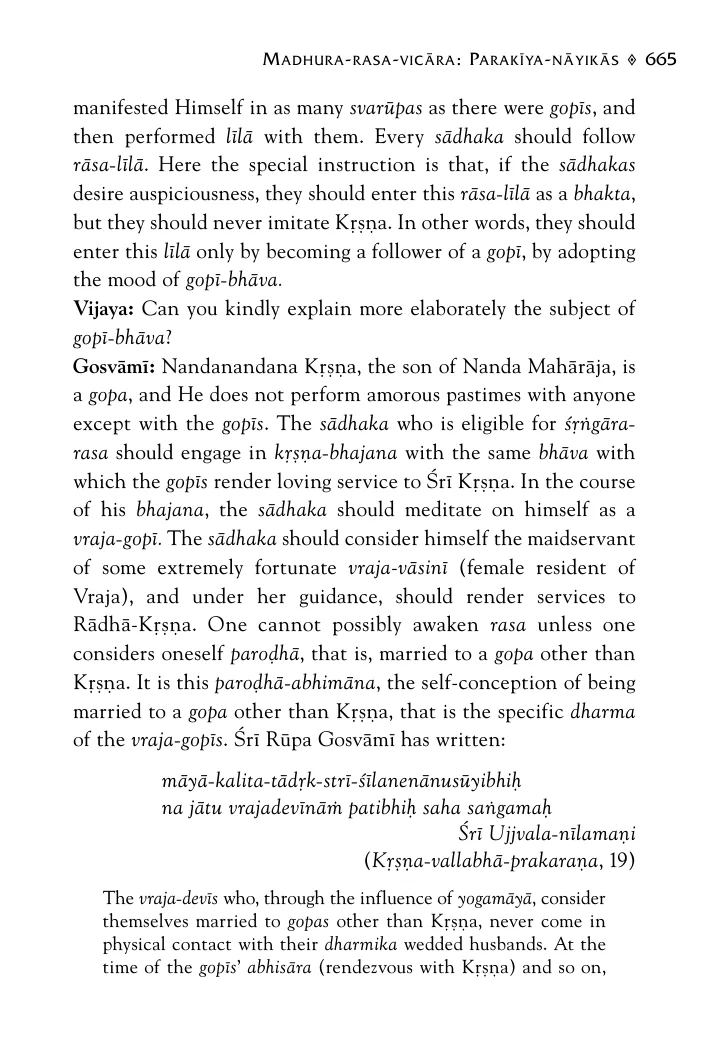 MADHURA-RASA-VICĀRA: PARAKĪYA-NĀYIKĀS ◊ 665
manifested Himself in as many svarūpas as there were gopīs, and
then performed līlā with them. Every sādhaka should follow
rāsa-līlā. Here the special instruction is that, if the sādhakas
desire auspiciousness, they should enter this rāsa-līlā as a bhakta,
but they should never imitate Kṛṣṇa. In other words, they should
enter this līlā only by becoming a follower of a gopī, by adopting
the mood of gopī-bhāva.
Vijaya: Can you kindly explain more elaborately the subject of
gopī-bhāva?
Gosvāmī: Nandanandana Kṛṣṇa, the son of Nanda Mahārāja, is
a gopa, and He does not perform amorous pastimes with anyone
except with the gopīs. The sādhaka who is eligible for śṛṅgāra-
rasa should engage in kṛṣṇa-bhajana with the same bhāva with
which the gopīs render loving service to Śrī Kṛṣṇa. In the course
of his bhajana, the sādhaka should meditate on himself as a
vraja-gopī. The sādhaka should consider himself the maidservant
of some extremely fortunate vraja-vāsinī (female resident of
Vraja), and under her guidance, should render services to
Rādhā-Kṛṣṇa. One cannot possibly awaken rasa unless one
considers oneself paroḍhā, that is, married to a gopa other than
Kṛṣṇa. It is this paroḍhā-abhimāna, the self-conception of being
married to a gopa other than Kṛṣṇa, that is the specific dharma
of the vraja-gopīs. Śrī Rūpa Gosvāmī has written:
māyā-kalita-tādṛk-strī-śīlanenānusūyibhiḥ
na jātu vrajadevīnāṁ patibhiḥ saha saṅgamaḥ
Śrī Ujjvala-nīlamaṇi
(Kṛṣṇa-vallabhā-prakaraṇa, 19)
The vraja-devīs who, through the influence of yogamāyā, consider
themselves married to gopas other than Kṛṣṇa, never come in
physical contact with their dharmika wedded husbands. At the
time of the gopīs' abhisāra (rendezvous with Kṛṣṇa) and so on,